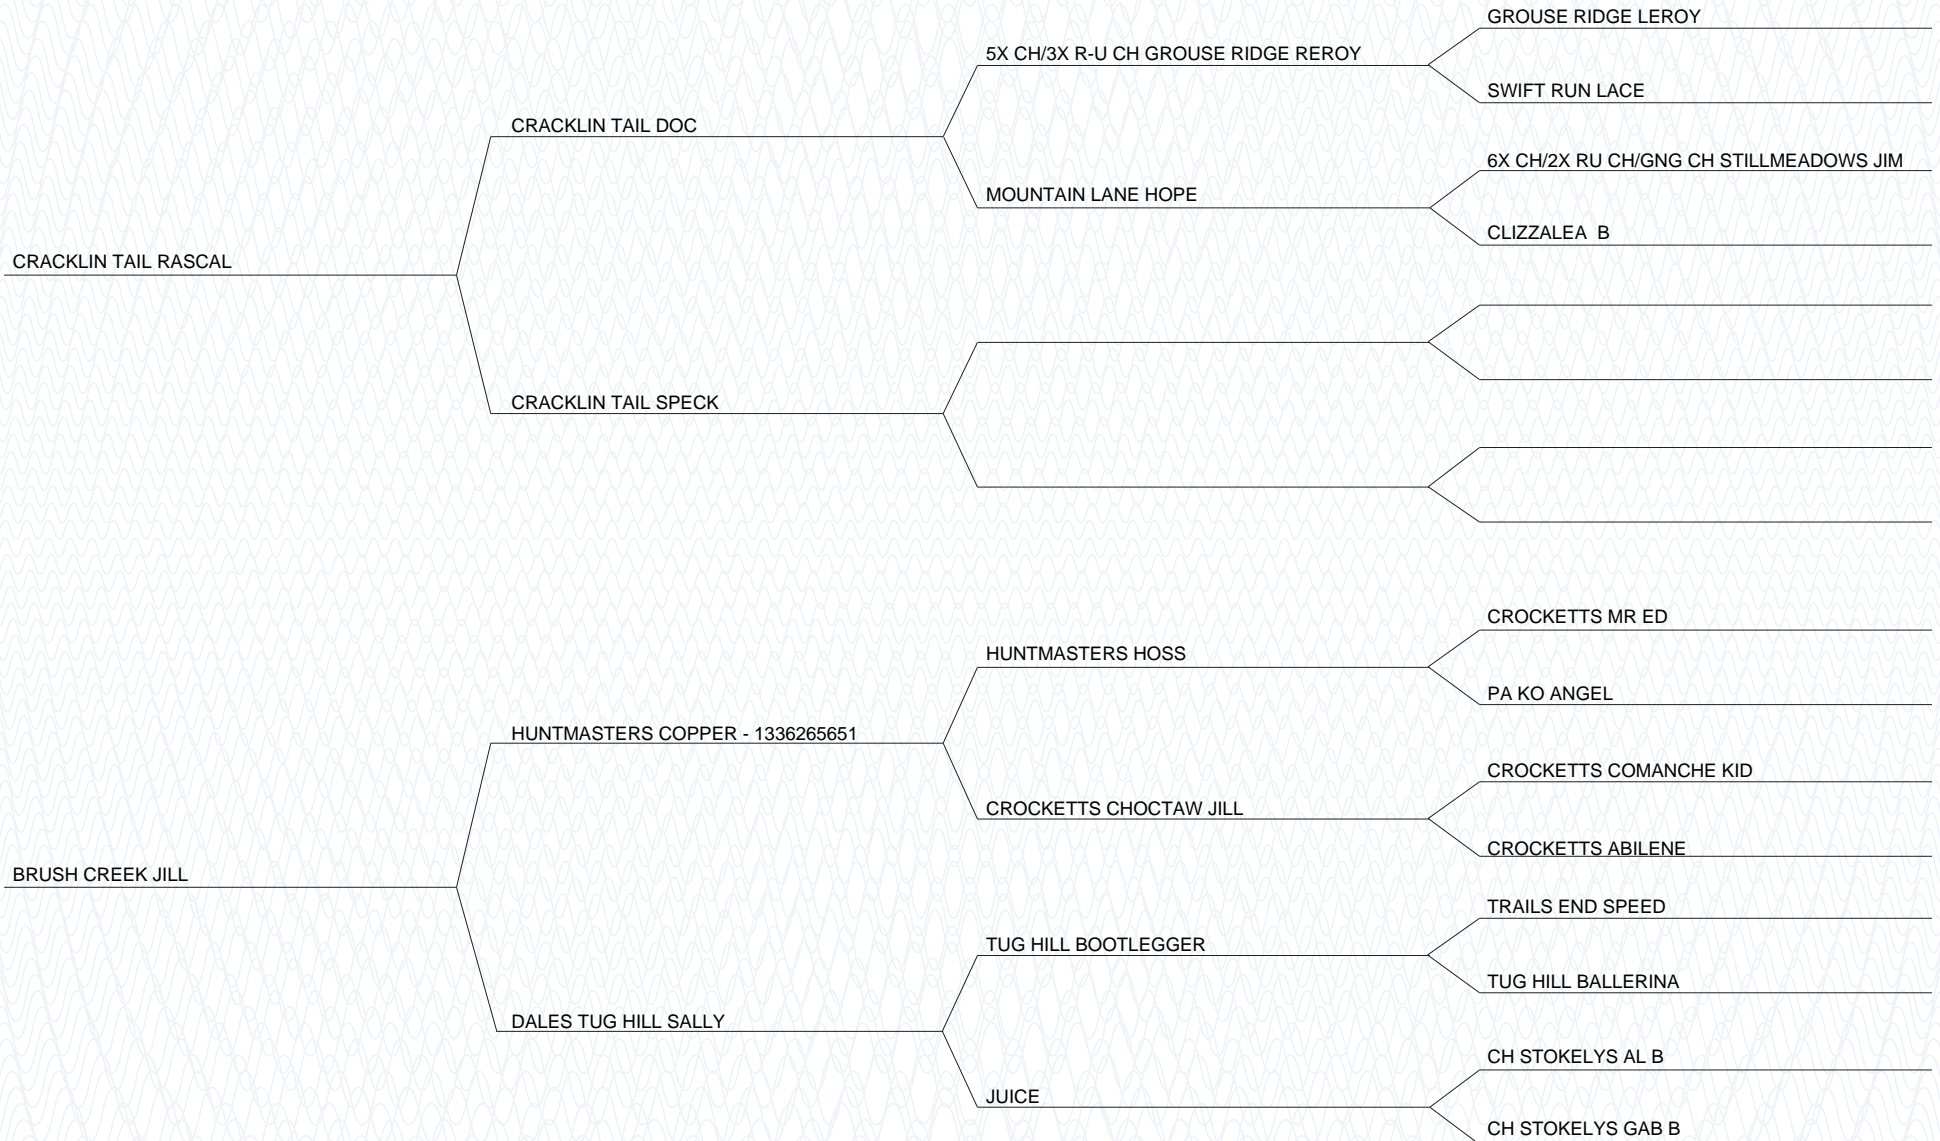 GROUSE RIDGE LEROY
5X CH/3X R-U CH GROUSE RIDGE REROY
SWIFT RUN LACE
CRACKLIN TAIL DOC
6X CH/2X RU CH/GNG CH STILLMEADOWS JIM
MOUNTAIN LANE HOPE
CLIZZALEA  B
CRACKLIN TAIL RASCAL
CRACKLIN TAIL SPECK
CROCKETTS MR ED
HUNTMASTERS HOSS
PA KO ANGEL
HUNTMASTERS COPPER - 1336265651
CROCKETTS COMANCHE KID
CROCKETTS CHOCTAW JILL
CROCKETTS ABILENE
BRUSH CREEK JILL
TRAILS END SPEED
TUG HILL BOOTLEGGER
TUG HILL BALLERINA
DALES TUG HILL SALLY
CH STOKELYS AL B
JUICE
CH STOKELYS GAB B